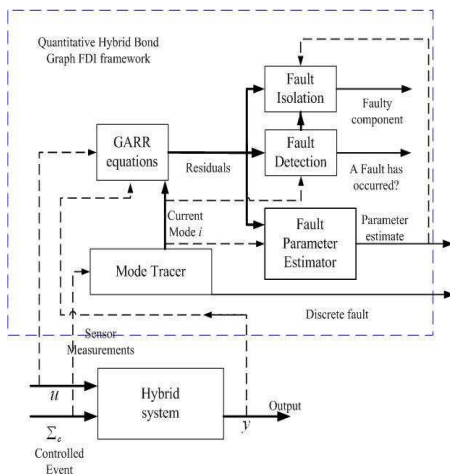 Quantitative Hybrid Bond
Graph FDI framework
Fault
Isolation
Faulty
component
GARR
equations
Residuals
Fault
Detection
A Fault has
occurred?
Current
Mode i
Fault
Parameter
Estimator
Parameter
estimate
Mode Tracer
Discrete fault
Sensor
Measurements
u
Hybrid
system
Output
y
Σc
Controlled
Event